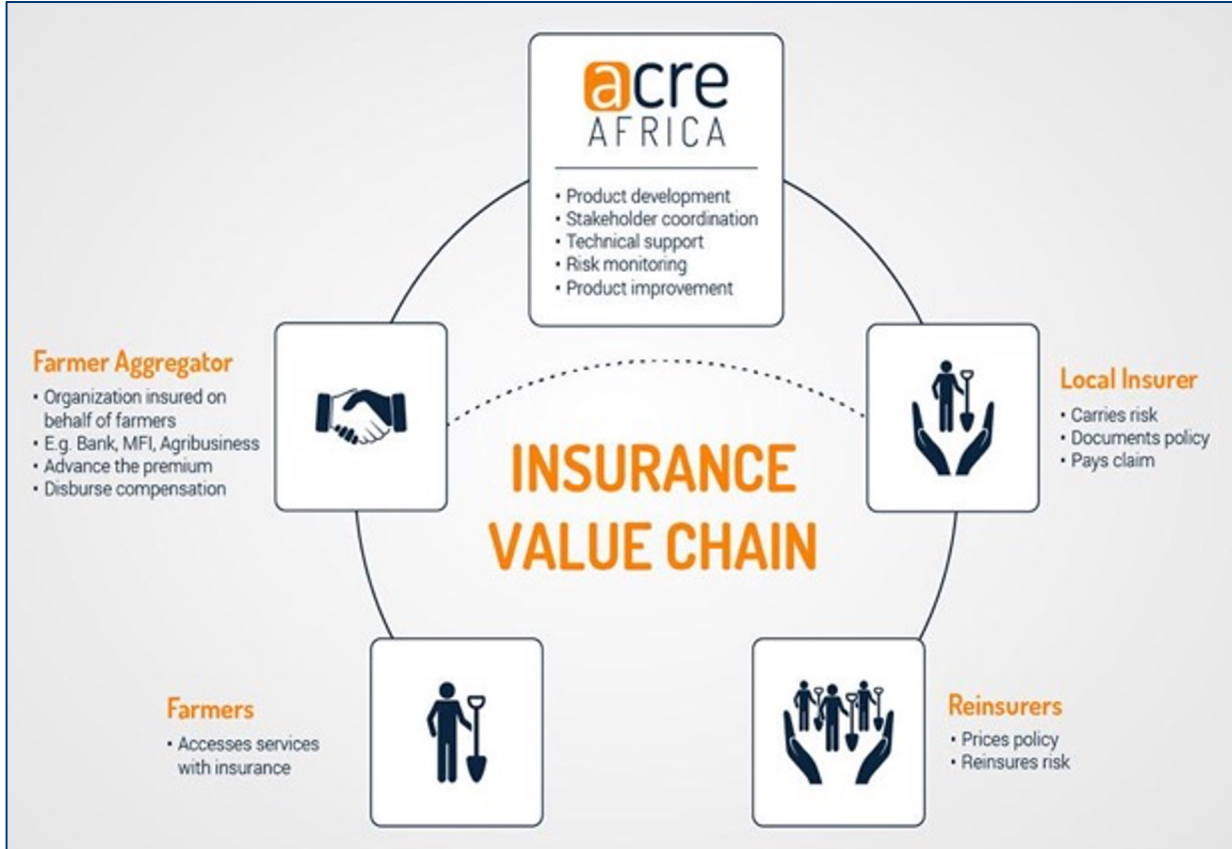 acre
AFRICA
• Product development
• Stakeholder coordination
• Technical support
• Risk monitoring
• Product improvement
Farmer Aggregator
• Organization insured on
behalf of farmers
• E.g. Bank, MFI, Agribusiness
• Advance the premium
• Disburse compensation
Local Insurer
• Carries risk
• Documents policy
• Pays claim
INSURANCE
VALUE CHAIN
Farmers
• Accesses services
with insurance
Reinsurers
• Prices policy
• Reinsures risk